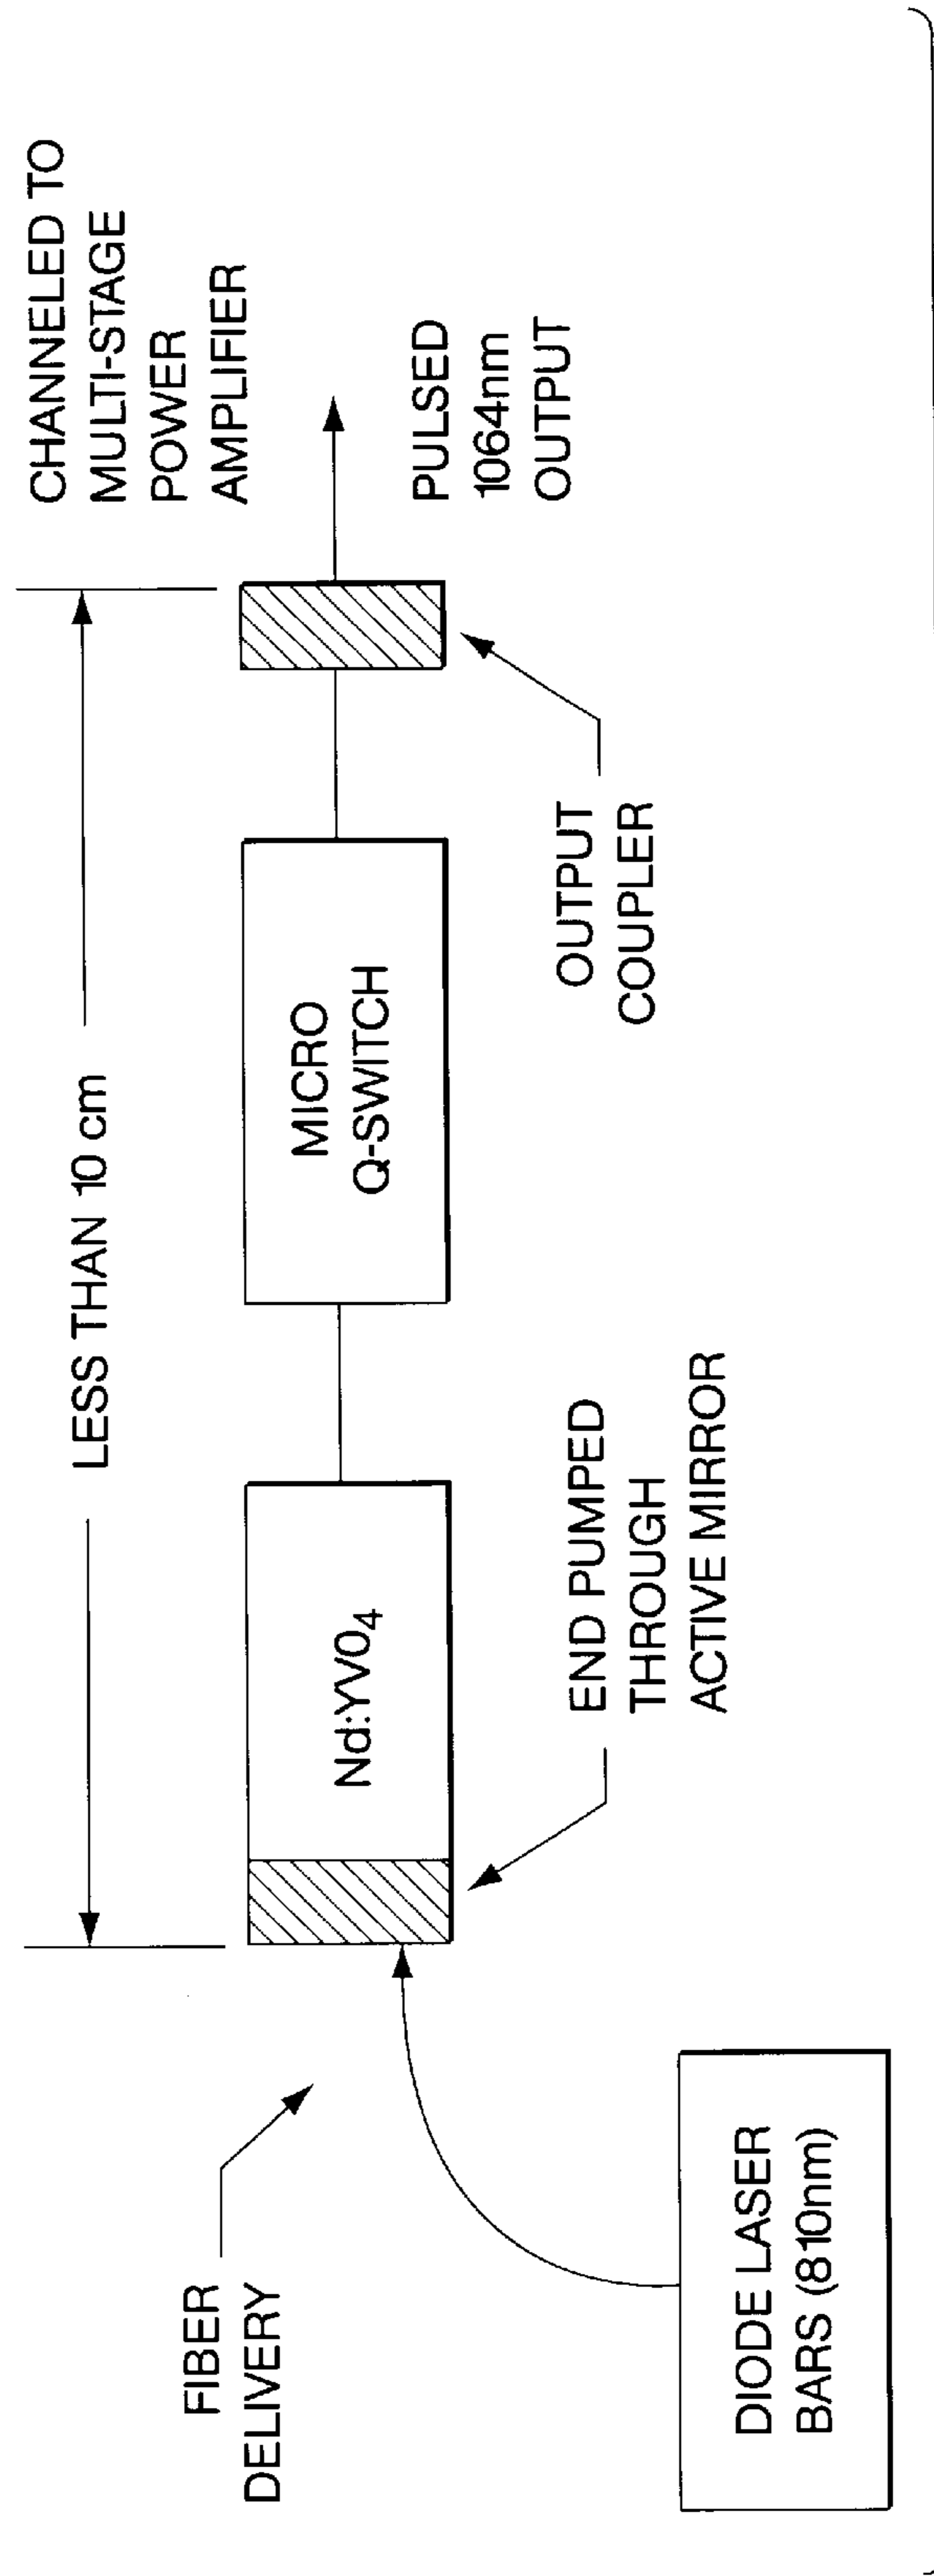 CHANNELED TO
MULTI-STAGE
POWER
AMPLIFIER
LESS THAN 10 cm
PULSED
1064nm
OUTPUT
MICRO
Q-SWITCH
OUTPUT
COUPLER
Nd:YVO4
END PUMPED
THROUGH
ACTIVE MIRROR
FIBER
DELIVERY
DIODE LASER
BARS (810nm)